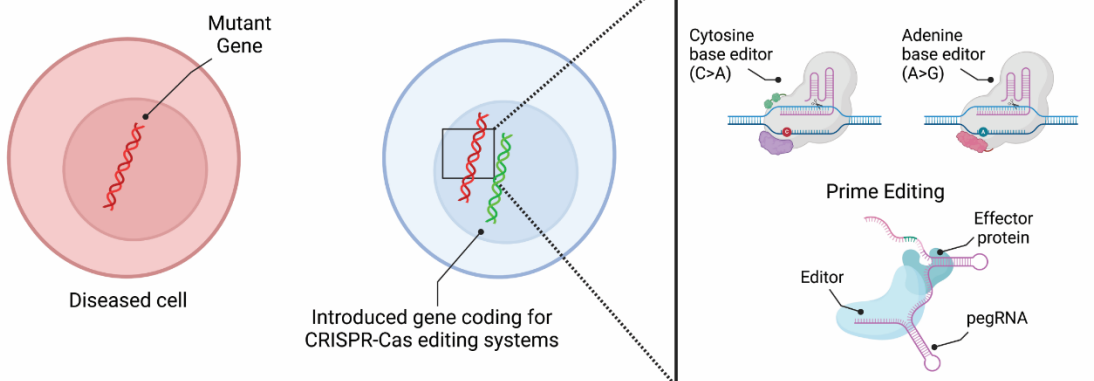 Mutant
Gene
Diseased cell
Introduced gene coding for
CRISPR-Cas editing systems
Cytosine
base editor
(C>A)
C
Adenine
base editor
(A>G)
A
Prime Editing
Effector
protein
Editor
pegRNA